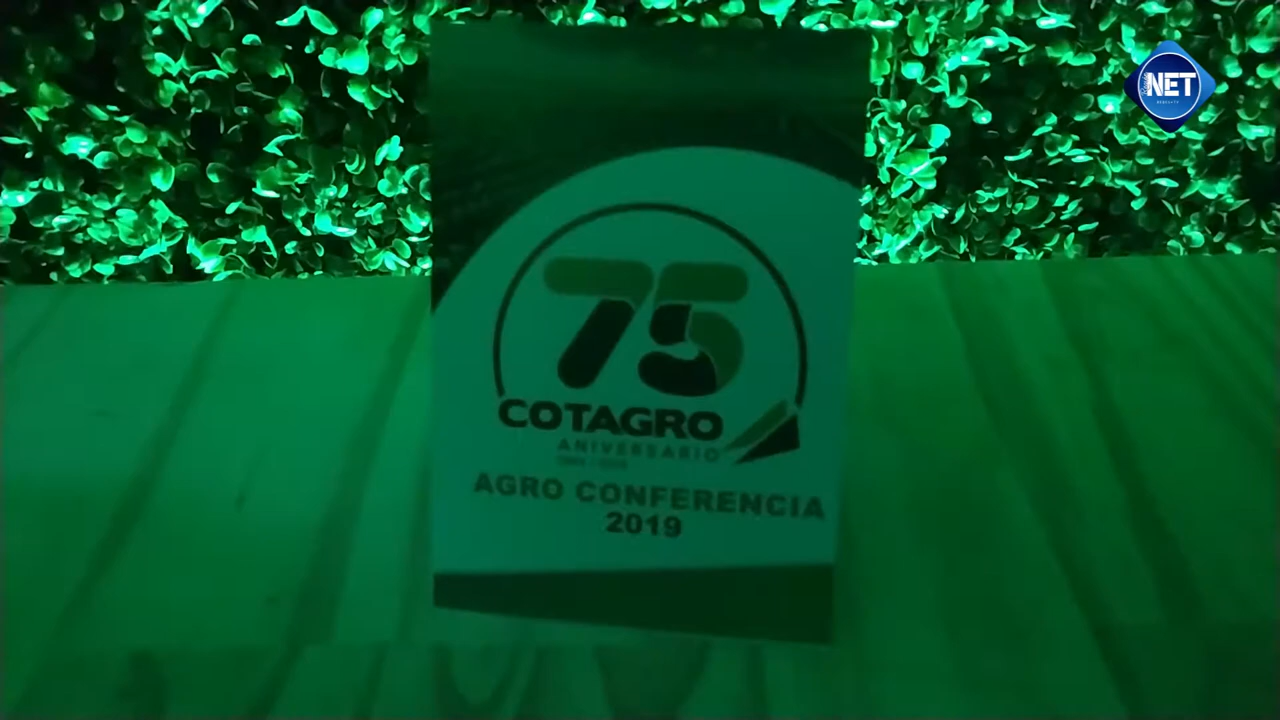 NET
75
COTAGRO
ANIVERSARIO
AGRO CONFERENCIA
2019